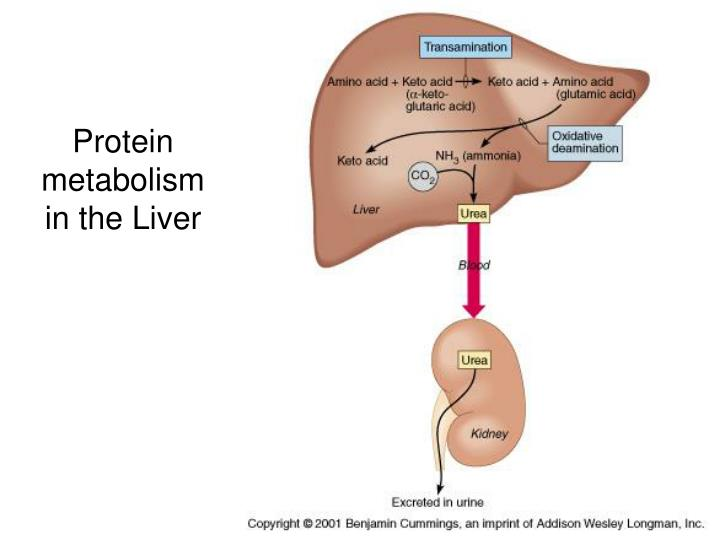 Protein
metabolism
in the Liver
Transamination
Amino acid + Keto acid
(α-keto-
glutaric acid)
Keto acid + Amino acid
(glutamic acid)
Oxidative
deamination
Keto acid
NH3 (ammonia)
CO2
Liver
Urea
Blood
Urea
Kidney
Excreted in urine
Copyright © 2001 Benjamin Cummings, an imprint of Addison Wesley Longman, Inc.